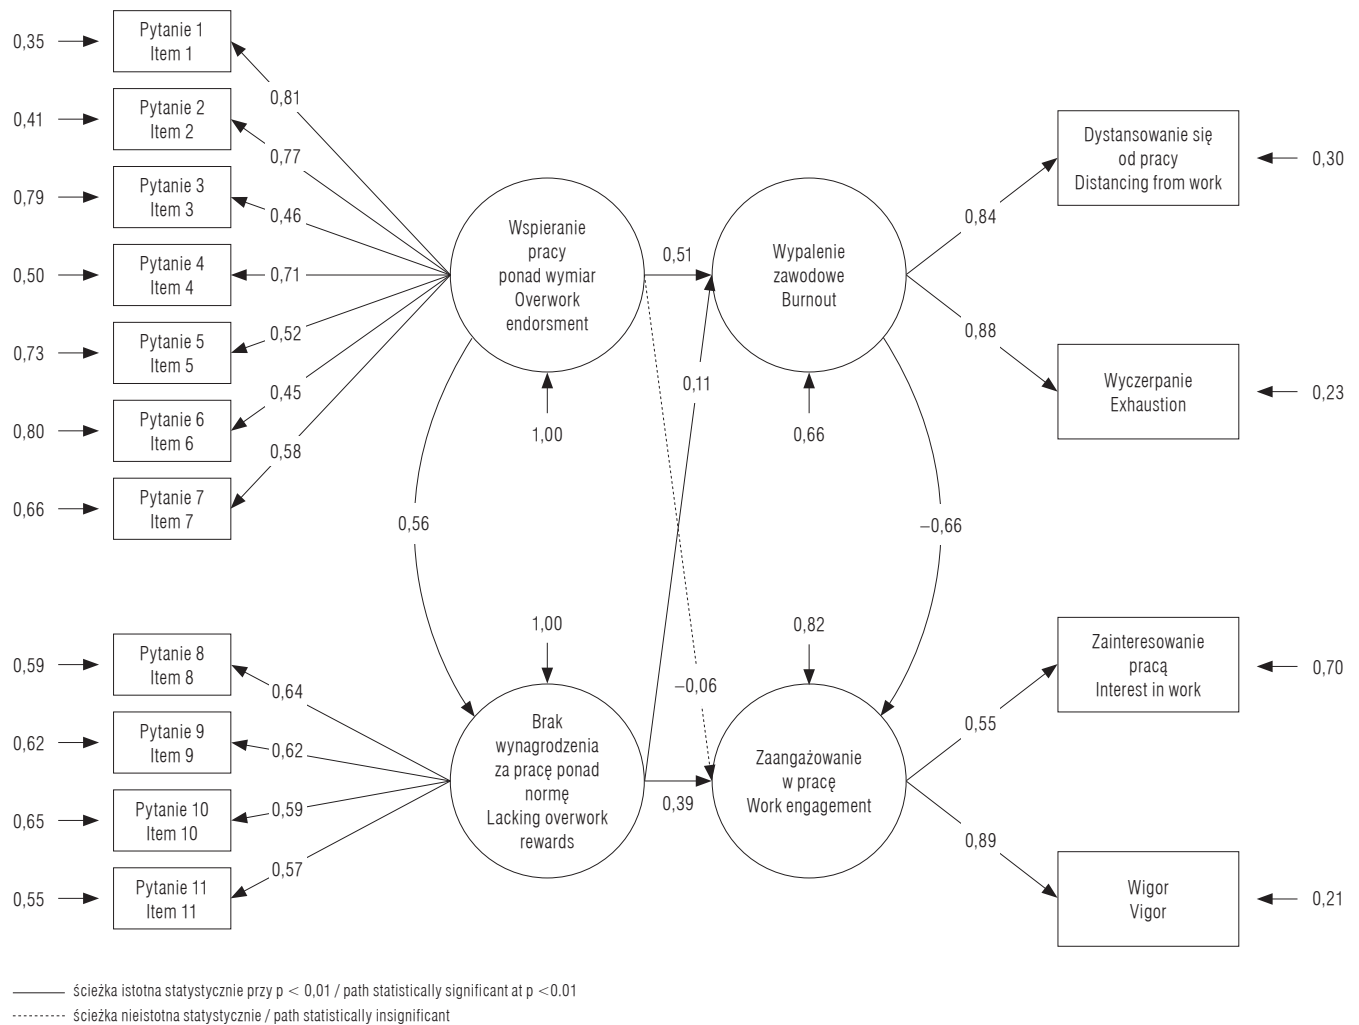 0,35
Pytanie 1
Item 1
0,81
0,41
Pytanie 2
Item 2
0,77
0,79
Pytanie 3
Item 3
0,46
0,50
Pytanie 4
Item 4
0,71
0,73
Pytanie 5
Item 5
0,52
0,80
Pytanie 6
Item 6
0,45
0,66
Pytanie 7
Item 7
0,58
Wspieranie
pracy
ponad wymiar
Overwork
endorsment
1,00
0,51
Wypalenie
zawodowe
Burnout
0,66
0,11
0,84
Dystansowanie się
od pracy
Distancing from work
0,30
0,88
Wyczerpanie
Exhaustion
0,23
0,56
–0,66
0,59
Pytanie 8
Item 8
0,64
0,62
Pytanie 9
Item 9
0,62
0,65
Pytanie 10
Item 10
0,59
0,55
Pytanie 11
Item 11
0,57
1,00
Brak
wynagrodzenia
za pracę ponad
normę
Lacking overwork
rewards
–0,06
0,39
0,82
Zaangażowanie
w pracę
Work engagement
0,55
Zainteresowanie
pracą
Interest in work
0,70
0,89
Wigor
Vigor
0,21
ścieżka istotna statystycznie przy p < 0,01 / path statistically significant at p <0.01
ścieżka nieistotna statystycznie / path statistically insignificant